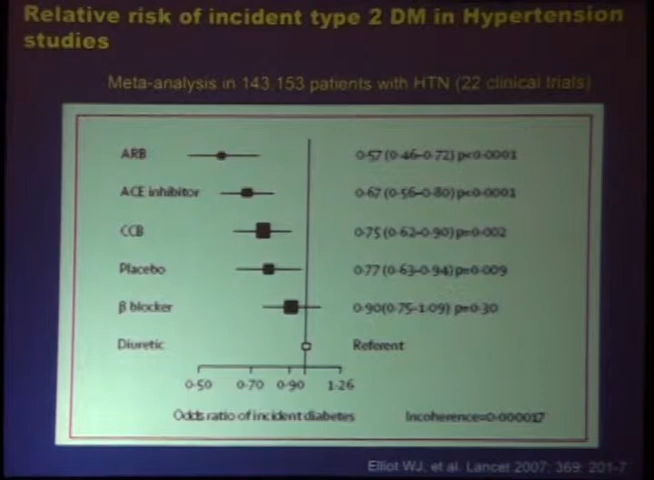 Relative risk of incident type 2 DM in Hypertension
studies
Meta-analysis in 143,153 patients with HTN (22 clinical trials)
ARB 0·57 (0·46–0·72) p<0·0001
ACE inhibitor 0·67 (0·56–0·80) p<0·0001
CCB 0·75 (0·62–0·90) p=0·002
Placebo 0·77 (0·63–0·94) p=0·009
β blocker 0·90 (0·75–1·09) p=0·30
Diuretic Referent
0·50 0·70 0·90 1·26
Odds ratio of incident diabetes Incoherence=0·000017
Elliot WJ, et al. Lancet 2007; 369: 201-7